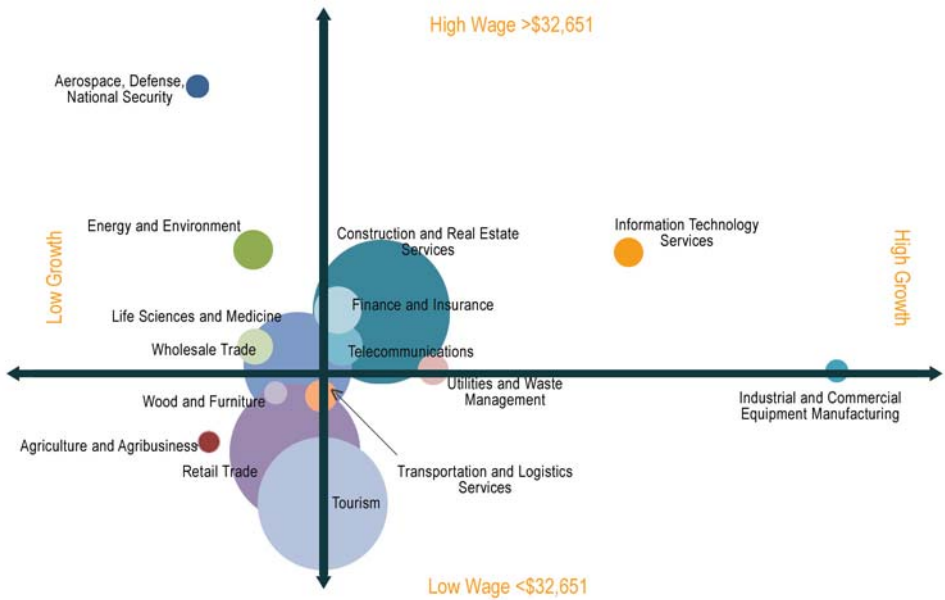 High Wage >$32,651
Aerospace, Defense,
National Security
Energy and Environment
Construction and Real Estate
Services
Information Technology
Services
Low Growth
High Growth
Finance and Insurance
Life Sciences and Medicine
Wholesale Trade
Telecommunications
Utilities and Waste
Management
Wood and Furniture
Industrial and Commercial
Equipment Manufacturing
Agriculture and Agribusiness
Retail Trade
Transportation and Logistics
Services
Tourism
Low Wage <$32,651